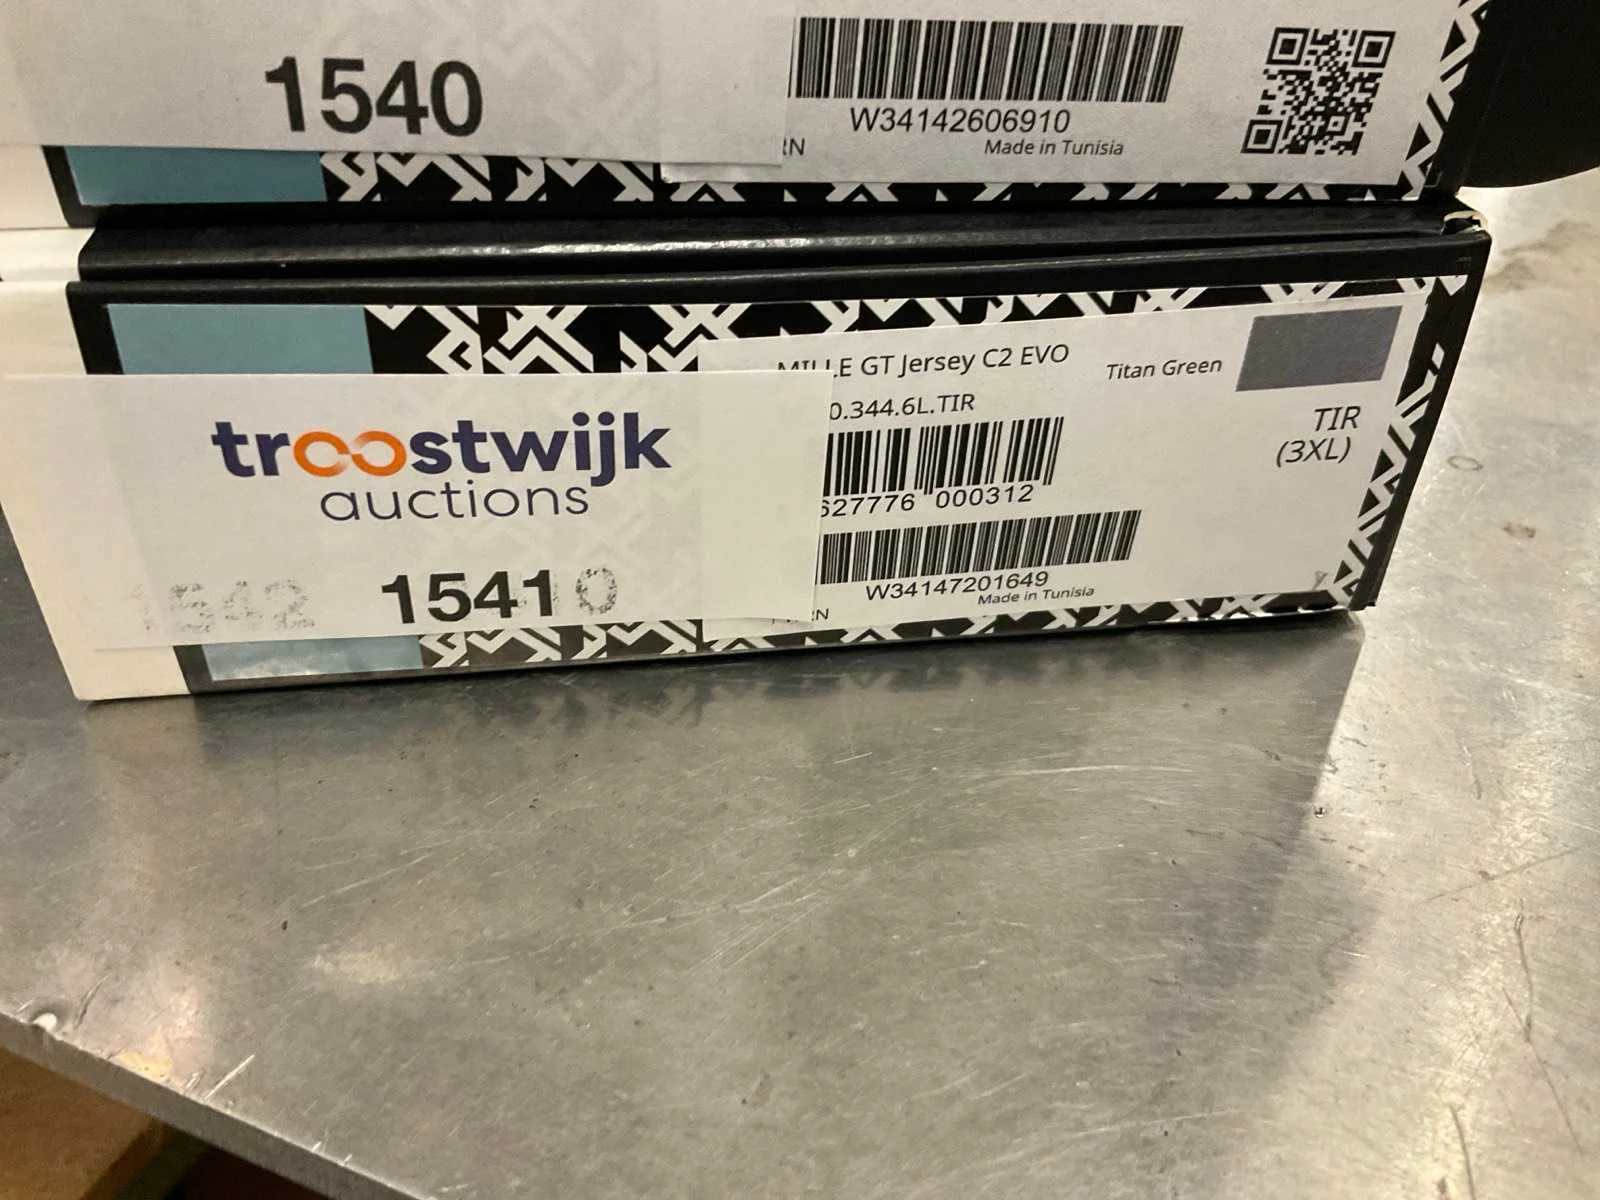 1540
W34142606910
Made in Tunisia
MILLE GT Jersey C2 EVO
Titan Green
0.344.6L.TIR
TIR
(3XL)
627776 000312
W34147201649
Made in Tunisia
troostwijk
auctions
1541